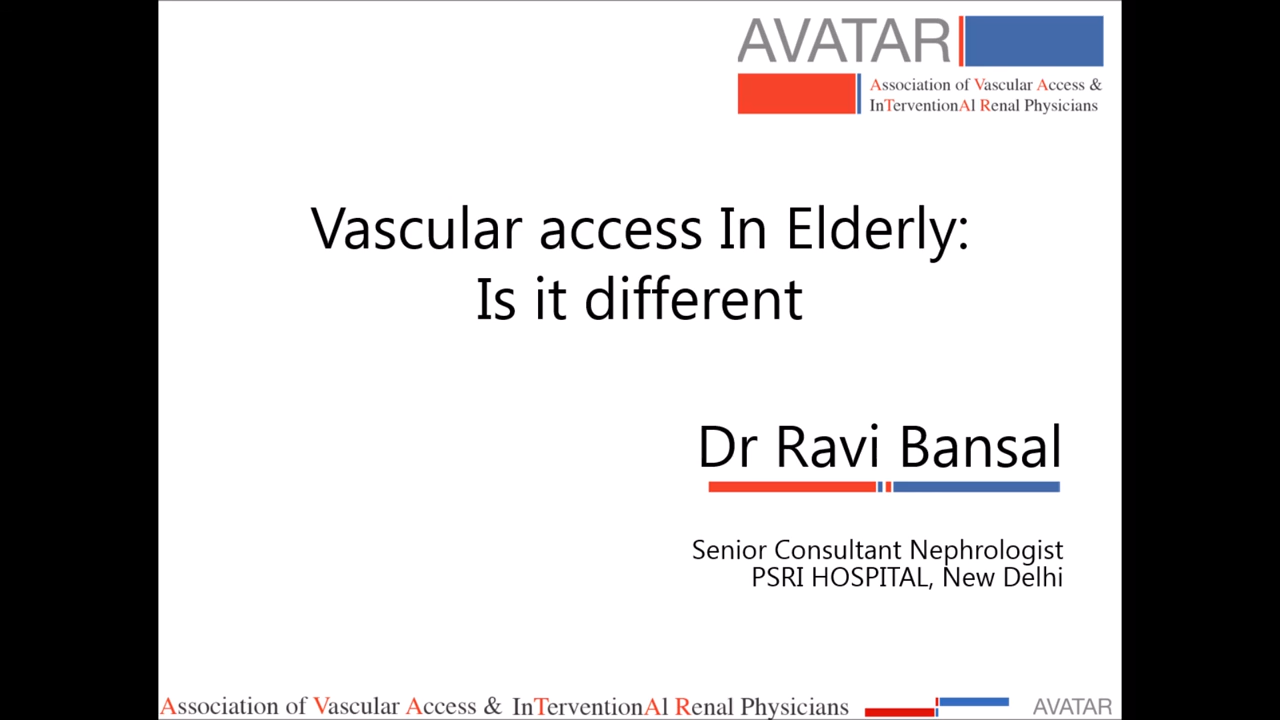 AVATAR
Association of Vascular Access &
InTerventionAl Renal Physicians
Vascular access In Elderly:
Is it different
Dr Ravi Bansal
Senior Consultant Nephrologist
PSRI HOSPITAL, New Delhi
Association of Vascular Access & InTerventionAl Renal Physicians AVATAR